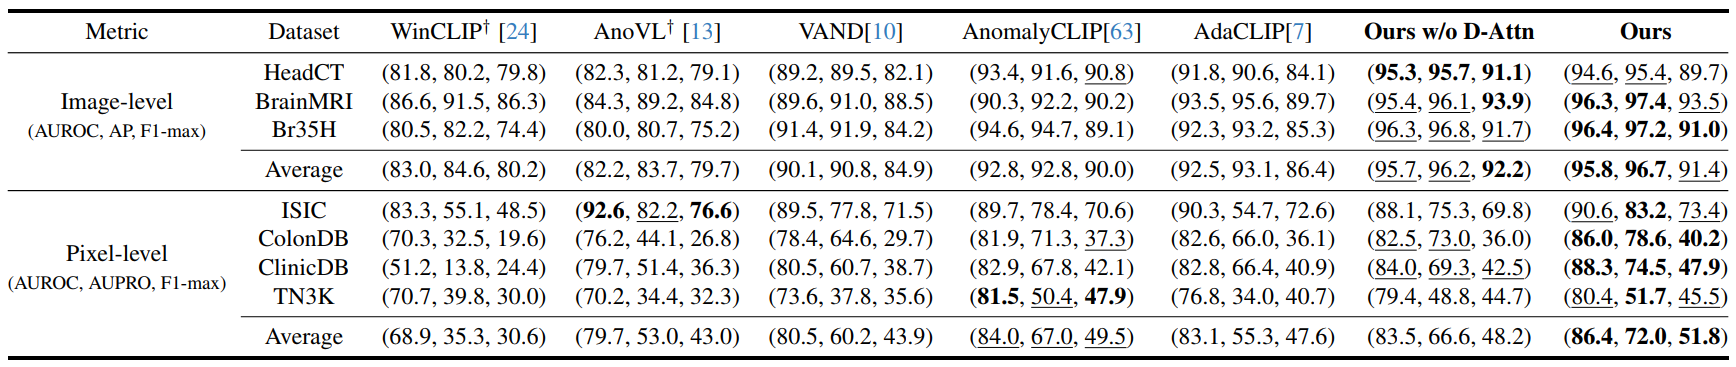 Metric Dataset WinCLIP† [24] AnoVL† [13] VAND[10] AnomalyCLIP[63] AdaCLIP[7] Ours w/o D-Attn Ours
HeadCT (81.8, 80.2, 79.8) (82.3, 81.2, 79.1) (89.2, 89.5, 82.1) (93.4, 91.6, 90.8) (91.8, 90.6, 84.1) (95.3, 95.7, 91.1) (94.6, 95.4, 89.7)
Image-level BrainMRI (86.6, 91.5, 86.3) (84.3, 89.2, 84.8) (89.6, 91.0, 88.5) (90.3, 92.2, 90.2) (93.5, 95.6, 89.7) (95.4, 96.1, 93.9) (96.3, 97.4, 93.5)
(AUROC, AP, F1-max) Br35H (80.5, 82.2, 74.4) (80.0, 80.7, 75.2) (91.4, 91.9, 84.2) (94.6, 94.7, 89.1) (92.3, 93.2, 85.3) (96.3, 96.8, 91.7) (96.4, 97.2, 91.0)
Average (83.0, 84.6, 80.2) (82.2, 83.7, 79.7) (90.1, 90.8, 84.9) (92.8, 92.8, 90.0) (92.5, 93.1, 86.4) (95.7, 96.2, 92.2) (95.8, 96.7, 91.4)
ISIC (83.3, 55.1, 48.5) (92.6, 82.2, 76.6) (89.5, 77.8, 71.5) (89.7, 78.4, 70.6) (90.3, 54.7, 72.6) (88.1, 75.3, 69.8) (90.6, 83.2, 73.4)
ColonDB (70.3, 32.5, 19.6) (76.2, 44.1, 26.8) (78.4, 64.6, 29.7) (81.9, 71.3, 37.3) (82.6, 66.0, 36.1) (82.5, 73.0, 36.0) (86.0, 78.6, 40.2)
Pixel-level ClinicDB (51.2, 13.8, 24.4) (79.7, 51.4, 36.3) (80.5, 60.7, 38.7) (82.9, 67.8, 42.1) (82.8, 66.4, 40.9) (84.0, 69.3, 42.5) (88.3, 74.5, 47.9)
(AUROC, AUPRO, F1-max) TN3K (70.7, 39.8, 30.0) (70.2, 34.4, 32.3) (73.6, 37.8, 35.6) (81.5, 50.4, 47.9) (76.8, 34.0, 40.7) (79.4, 48.8, 44.7) (80.4, 51.7, 45.5)
Average (68.9, 35.3, 30.6) (79.7, 53.0, 43.0) (80.5, 60.2, 43.9) (84.0, 67.0, 49.5) (83.1, 55.3, 47.6) (83.5, 66.6, 48.2) (86.4, 72.0, 51.8)